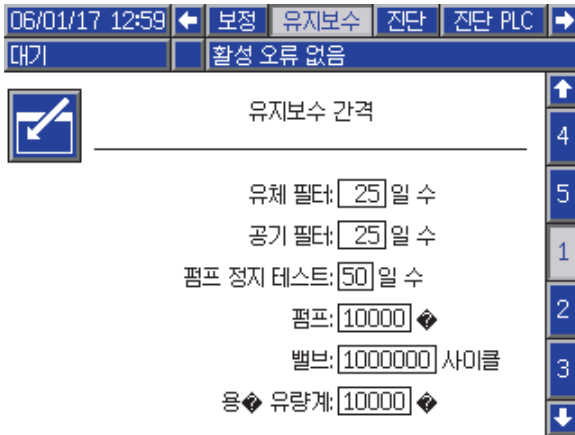 06/01/17 12:59 보정 유지보수 진단 진단 PLC
대기 활성 오류 없음
유지보수 간격
4
유체 필터: 25 일 수
5
공기 필터: 25 일 수
1
펌프 정지 테스트: 50 일 수
펌프: 10000 �
2
밸브: 1000000 사이클
3
용� 유량계: 10000 �